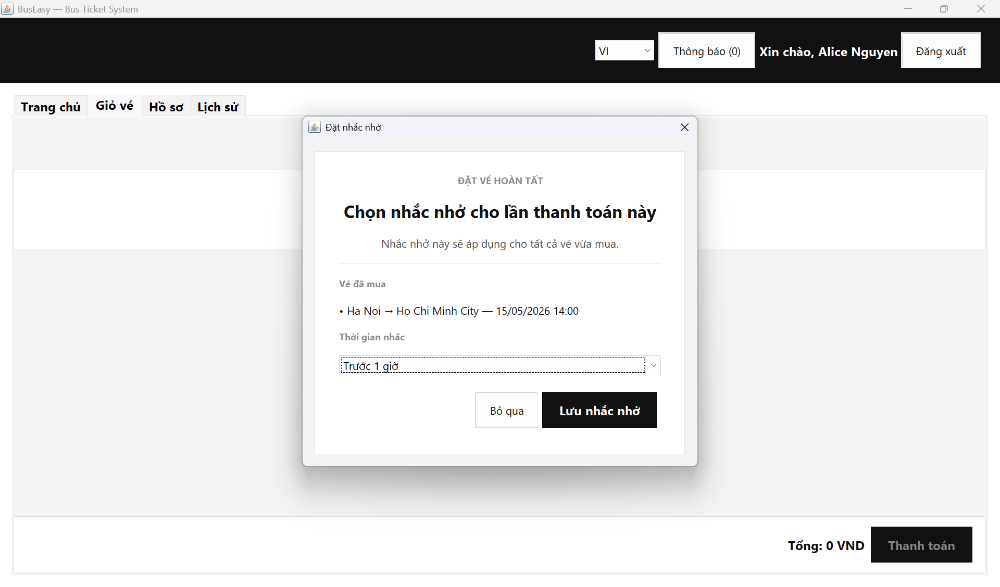 BusEasy — Bus Ticket System
VI
Thông báo (0)
Xin chào, Alice Nguyen
Đăng xuất
Trang chủ
Giỏ vé
Hồ sơ
Lịch sử
Đặt nhắc nhở
ĐẶT VÉ HOÀN TẤT
Chọn nhắc nhở cho lần thanh toán này
Nhắc nhở này sẽ áp dụng cho tất cả vé vừa mua.
Vé đã mua
• Ha Noi → Ho Chi Minh City — 15/05/2026 14:00
Thời gian nhắc
Trước 1 giờ
Bỏ qua
Lưu nhắc nhở
Tổng: 0 VND
Thanh toán